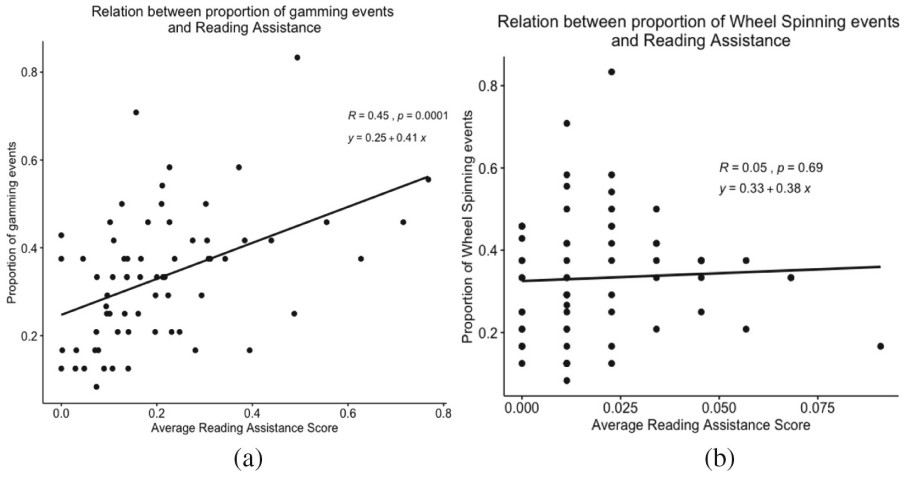 Relation between proportion of gamming events
and Reading Assistance
Proportion of gamming events
0.8
0.6
0.4
0.2
R = 0.45 , p = 0.0001
y = 0.25 + 0.41 x
0.0 0.2 0.4 0.6 0.8
Average Reading Assistance Score
(a)
Relation between proportion of Wheel Spinning events
and Reading Assistance
Proportion of Wheel Spinning events
0.8
0.6
0.4
0.2
R = 0.05 , p = 0.69
y = 0.33 + 0.38 x
0.000 0.025 0.050 0.075
Average Reading Assistance Score
(b)